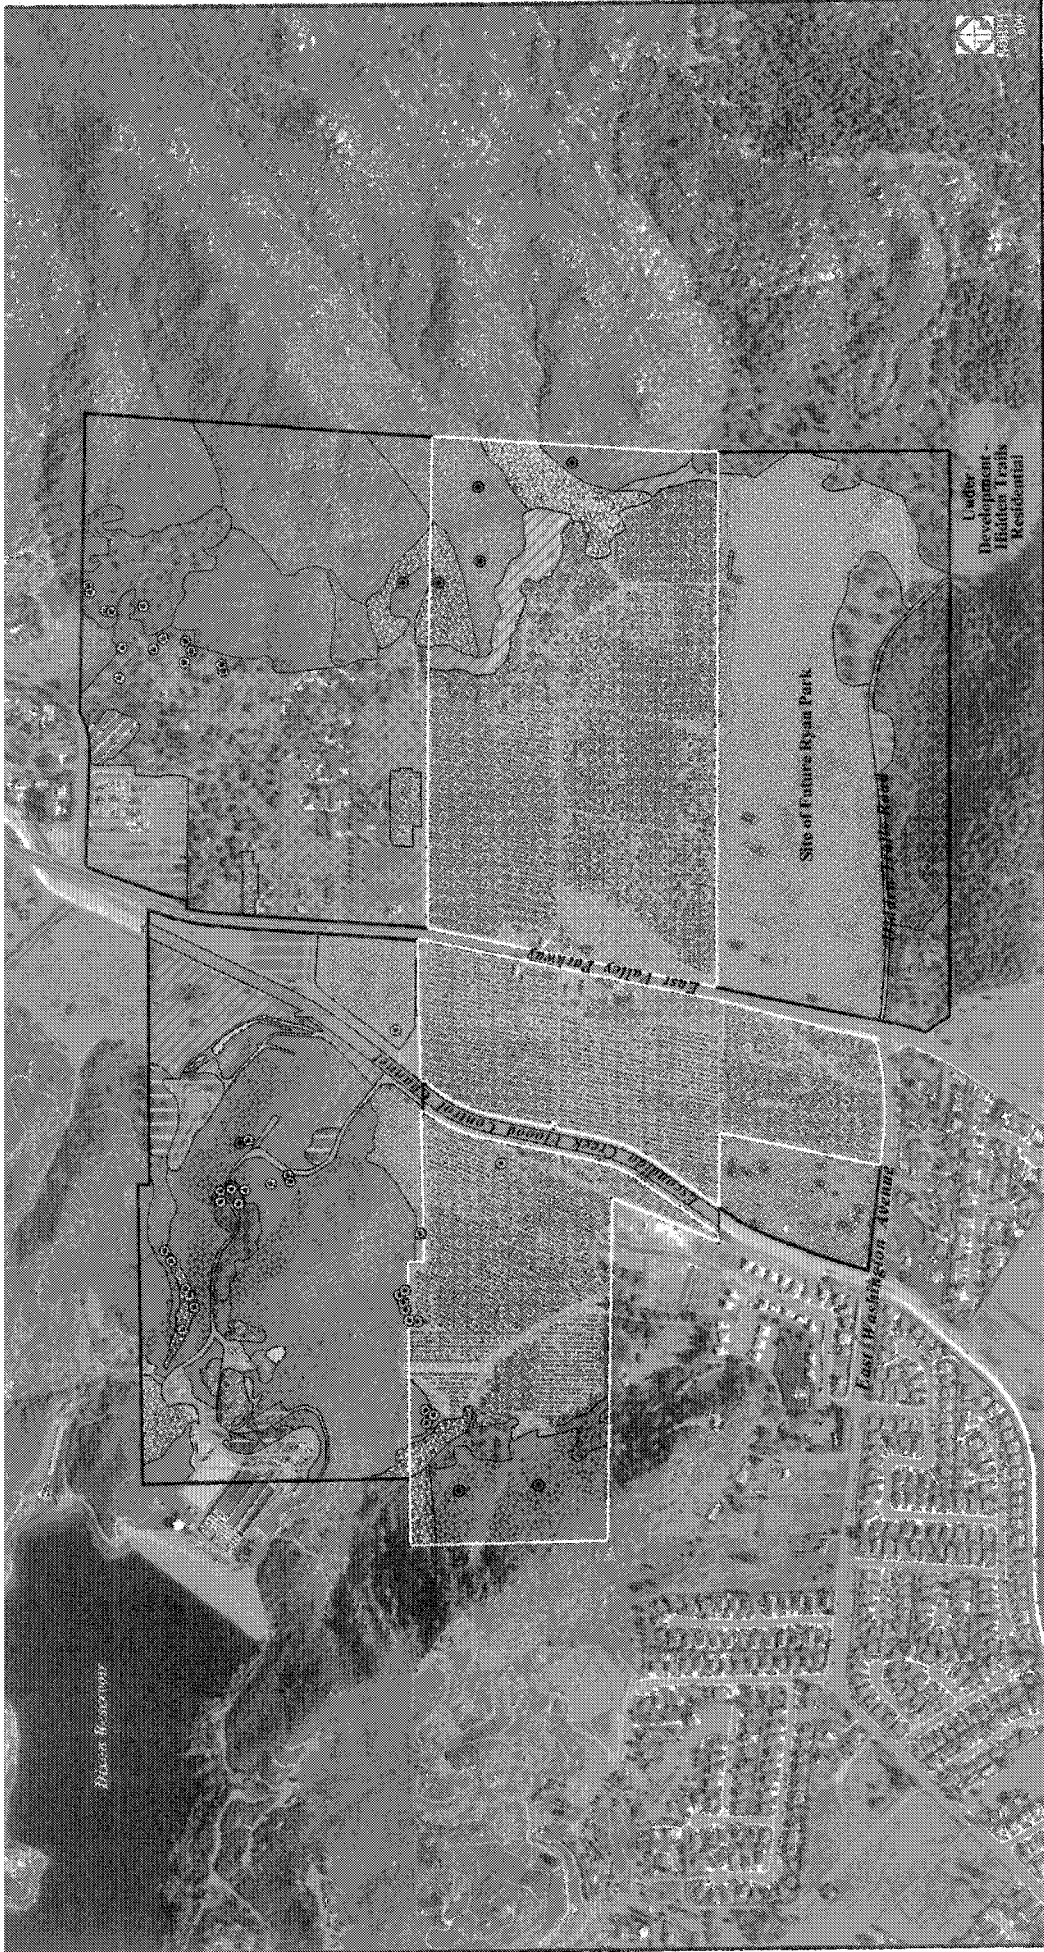 Dixon Reservoir
Escondido Creek Flood Control Channel
East Valley Parkway
East Washington Avenue
Site of Future Ryan Park
Under
Development -
Hidden Trails
Residential
NORTH